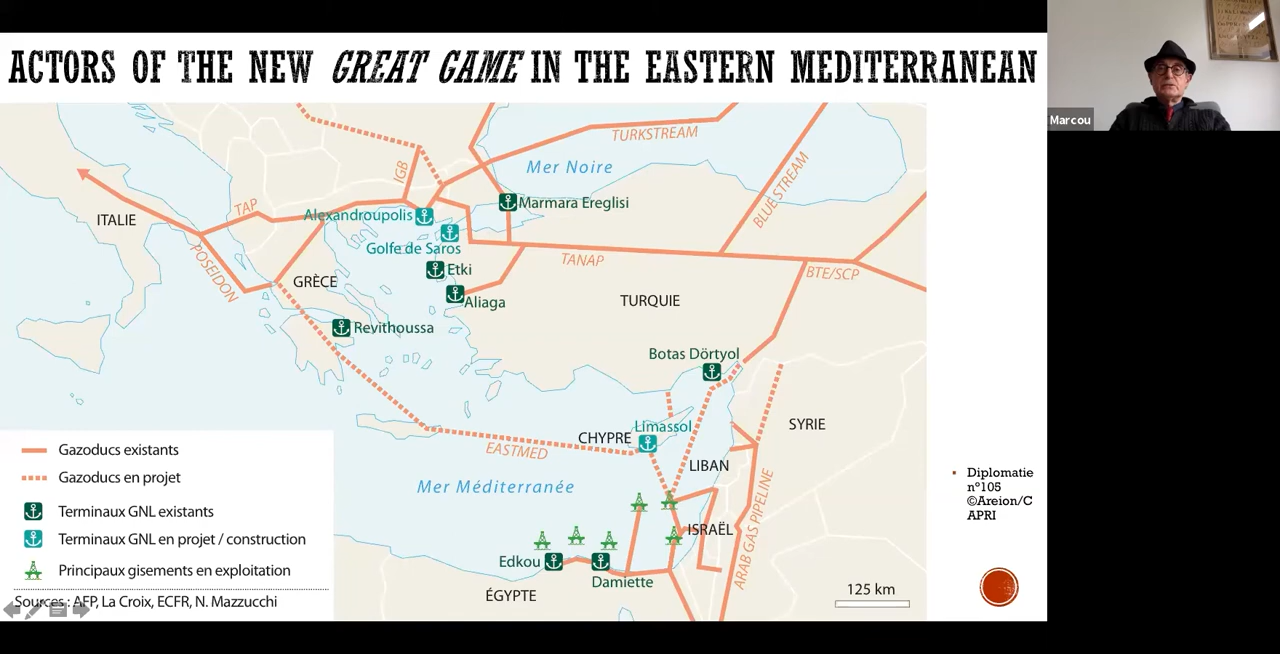 ACTORS OF THE NEW GREAT GAME IN THE EASTERN MEDITERRANEAN
Marcou
TURKSTREAM
Mer Noire
IGB
BLUE STREAM
Marmara Ereglisi
TAP
Alexandroupolis
ITALIE
Golfe de Saros
POSEIDON
TANAP
Etki
BTE/SCP
GRÈCE
Aliaga
TURQUIE
Revithoussa
Botas Dörtyol
Limassol
SYRIE
CHYPRE
EASTMED
LIBAN
Mer Méditerranée
ISRAËL
ARAB GAS PIPELINE
Edkou
Damiette
ÉGYPTE
125 km
Gazoducs existants
Gazoducs en projet
Terminaux GNL existants
Terminaux GNL en projet / construction
Principaux gisements en exploitation
Sources : AFP, La Croix, ECFR, N. Mazzucchi
Diplomatie
n°105
©Areion/C
APRI